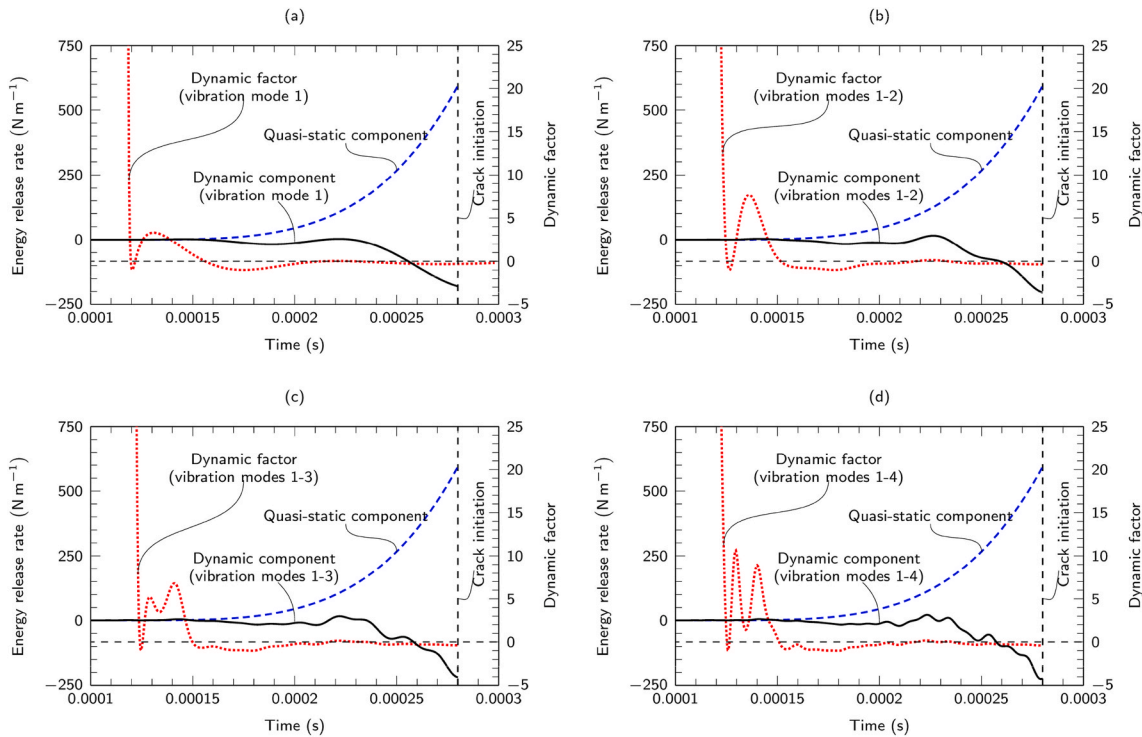 (a)
750
500
250
0
−250
Energy release rate (N m−1)
Dynamic factor
(vibration mode 1)
Quasi-static component
Dynamic component
(vibration mode 1)
Crack initiation
25
20
15
10
5
0
−5
Dynamic factor
0.0001
0.00015
0.0002
0.00025
0.0003
Time (s)
(b)
750
500
250
0
−250
Energy release rate (N m−1)
Dynamic factor
(vibration modes 1-2)
Quasi-static component
Dynamic component
(vibration modes 1-2)
Crack initiation
25
20
15
10
5
0
−5
Dynamic factor
0.0001
0.00015
0.0002
0.00025
0.0003
Time (s)
(c)
750
500
250
0
−250
Energy release rate (N m−1)
Dynamic factor
(vibration modes 1-3)
Quasi-static component
Dynamic component
(vibration modes 1-3)
Crack initiation
25
20
15
10
5
0
−5
Dynamic factor
0.0001
0.00015
0.0002
0.00025
0.0003
Time (s)
(d)
750
500
250
0
−250
Energy release rate (N m−1)
Dynamic factor
(vibration modes 1-4)
Quasi-static component
Dynamic component
(vibration modes 1-4)
Crack initiation
25
20
15
10
5
0
−5
Dynamic factor
0.0001
0.00015
0.0002
0.00025
0.0003
Time (s)